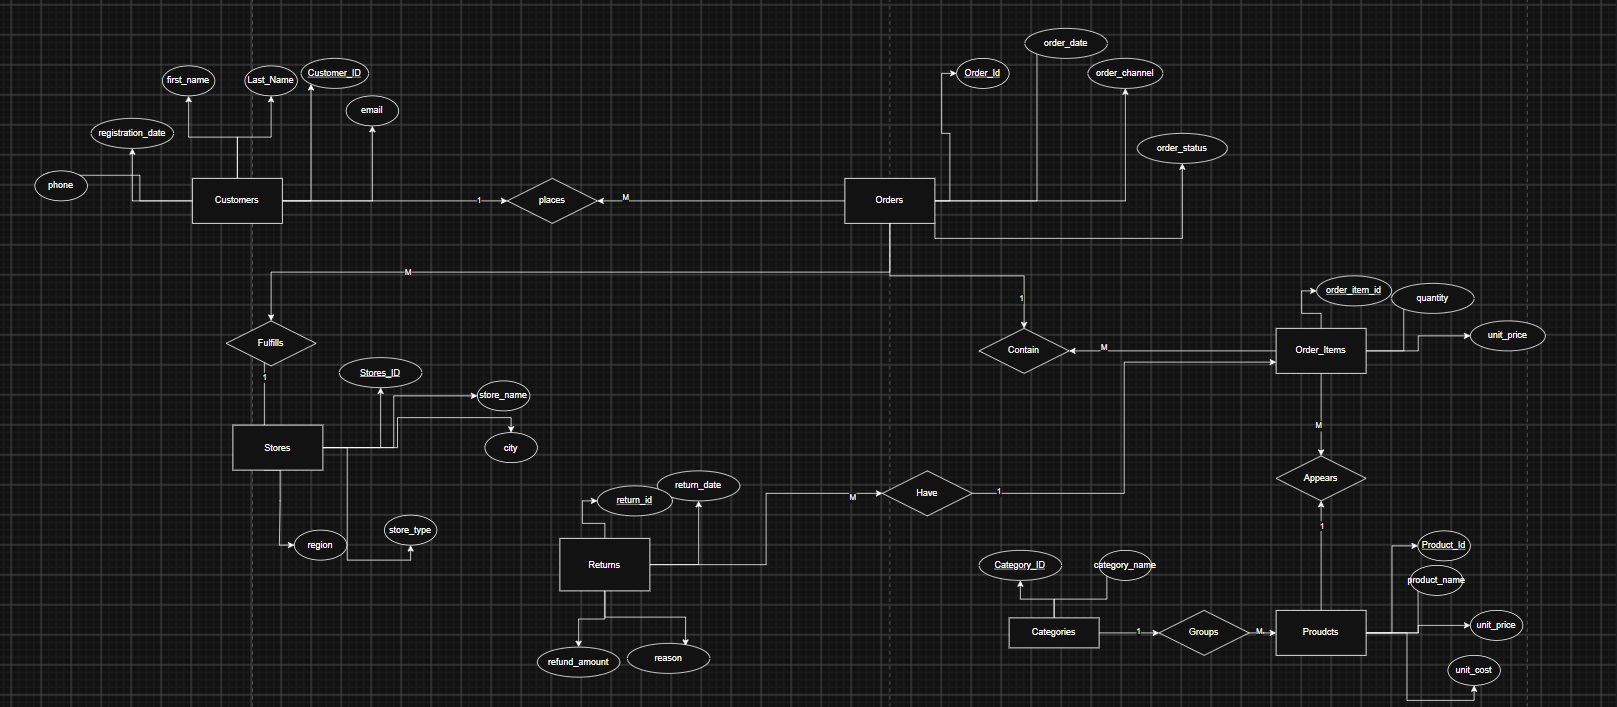 order_date
Order_Id
order_channel
first_name
Last_Name
Customer_ID
email
registration_date
order_status
phone
Customers
1
places
M
Orders
M
1
order_item_id
quantity
unit_price
Fulfills
Contain
M
Order_Items
1
Stores_ID
store_name
city
Stores
M
return_date
return_id
M
Have
1
Appears
1
store_type
region
Product_Id
Returns
Category_ID
category_name
product_name
Categories
1
Groups
M
Proudcts
unit_price
refund_amount
reason
unit_cost